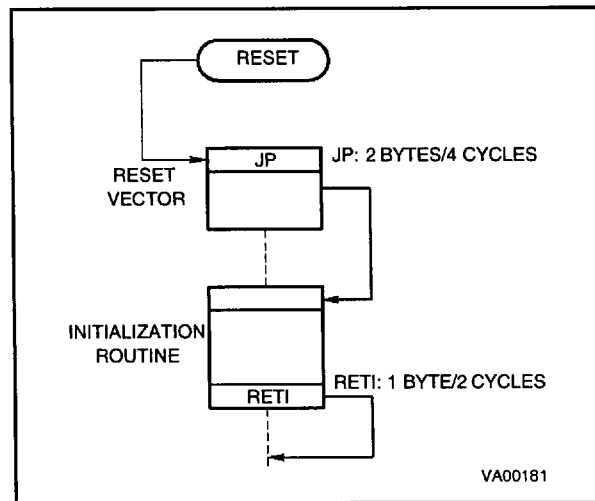 RESET
JP
JP: 2 BYTES/4 CYCLES
RESET
VECTOR
INITIALIZATION
ROUTINE
RETI
RETI: 1 BYTE/2 CYCLES
VA00181